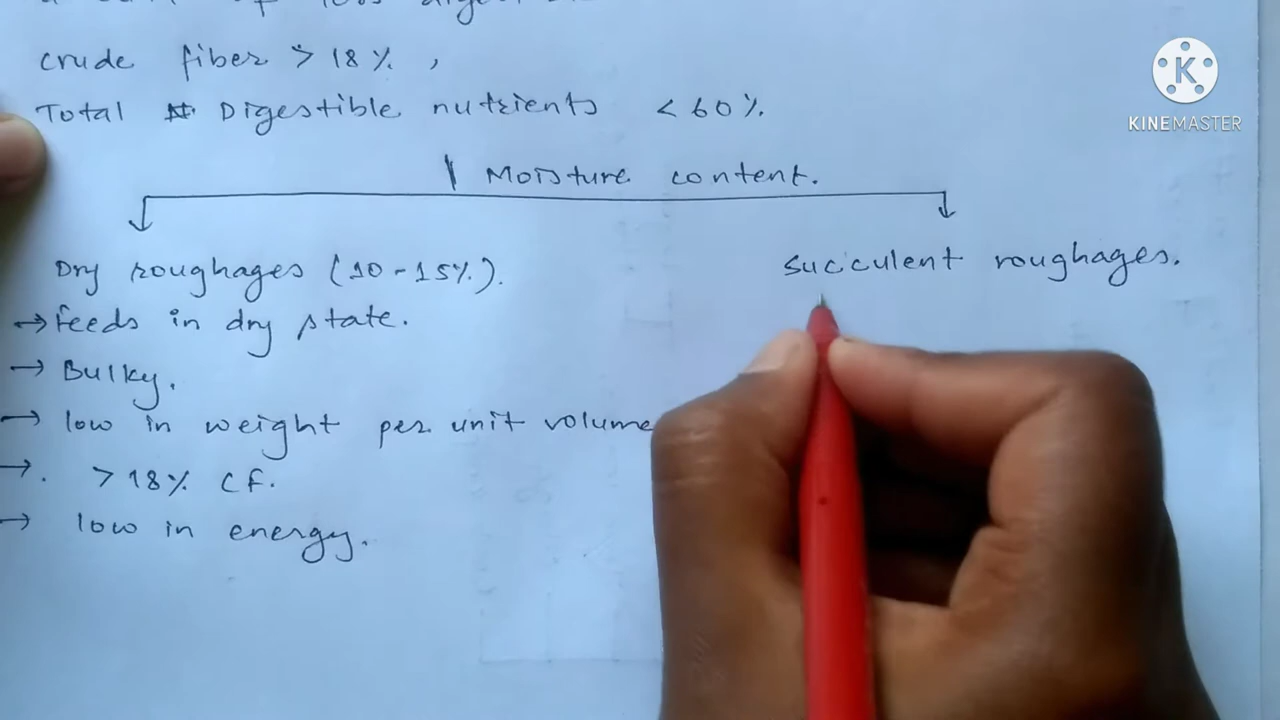 crude fiber > 18%,
Total Digestible nutrients < 60%.
Moisture content.
Dry roughages (10-15%).
succulent roughages.
→ feeds in dry state.
→ Bulky.
→ low in weight per unit volume
→. > 18% CF.
→ low in energy.
K
KINEMASTER